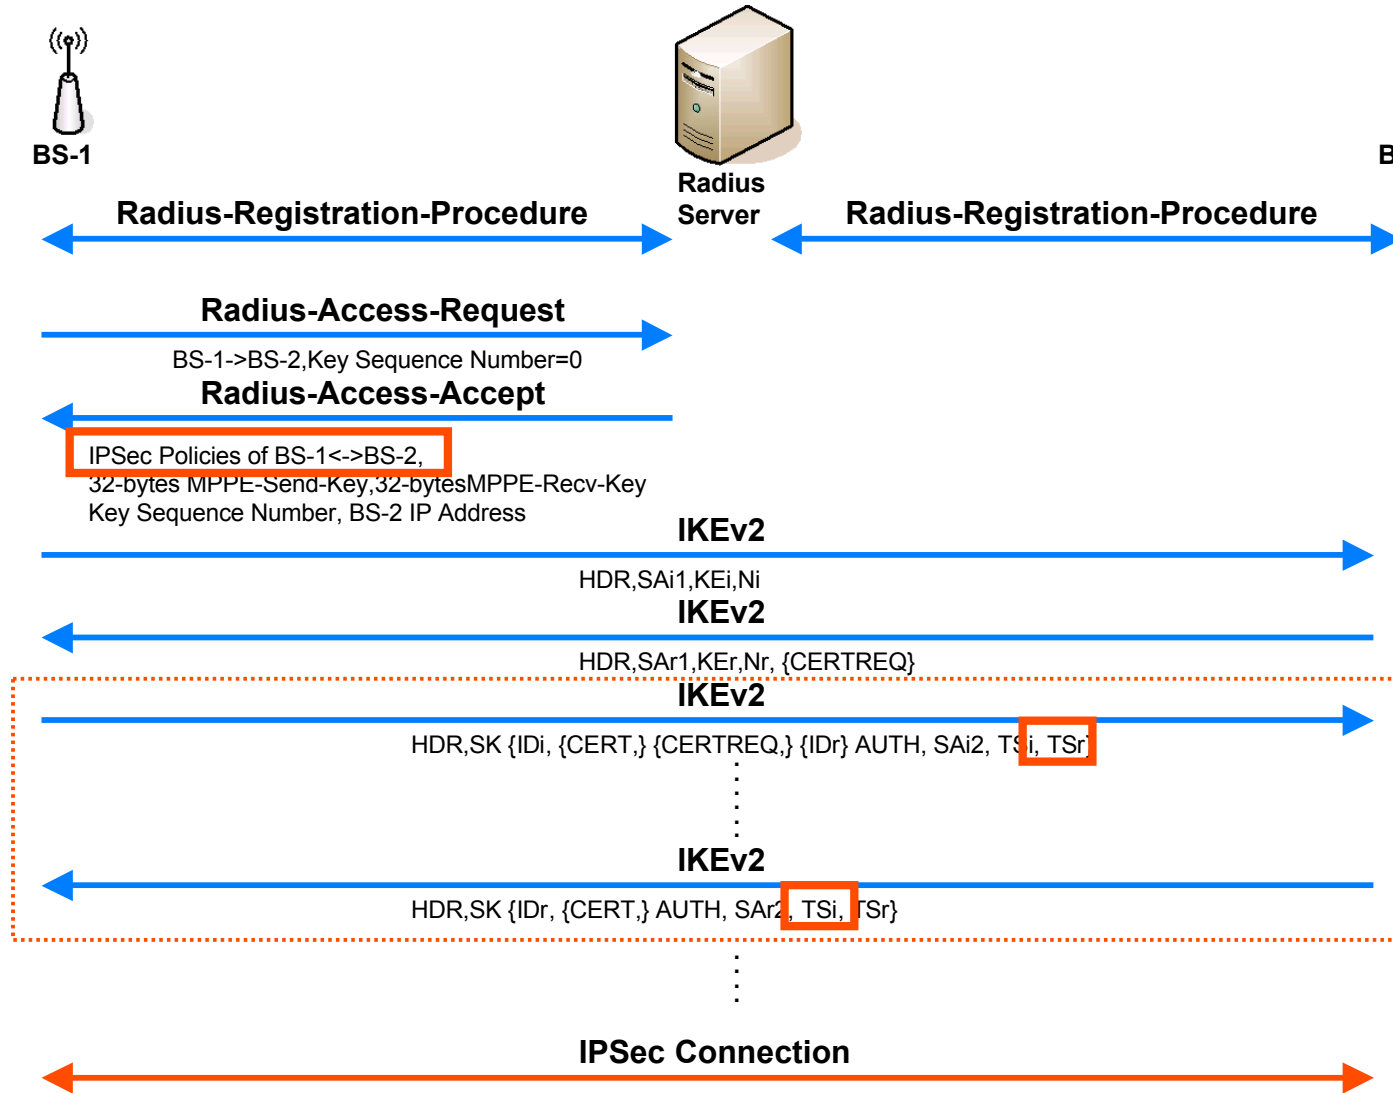 BS-1
Radius
Server
B
Radius-Registration-Procedure
Radius-Registration-Procedure
Radius-Access-Request
BS-1->BS-2,Key Sequence Number=0
Radius-Access-Accept
IPSec Policies of BS-1<->BS-2,
32-bytes MPPE-Send-Key,32-bytesMPPE-Recv-Key
Key Sequence Number, BS-2 IP Address
IKEv2
HDR,SAi1,KEi,Ni
IKEv2
HDR,SAr1,KEr,Nr, {CERTREQ}
IKEv2
HDR,SK {IDi, {CERT,} {CERTREQ,} {IDr} AUTH, SAi2, TSi, TSr}
IKEv2
HDR,SK {IDr, {CERT,} AUTH, SAr2, TSi, TSr}
IPSec Connection